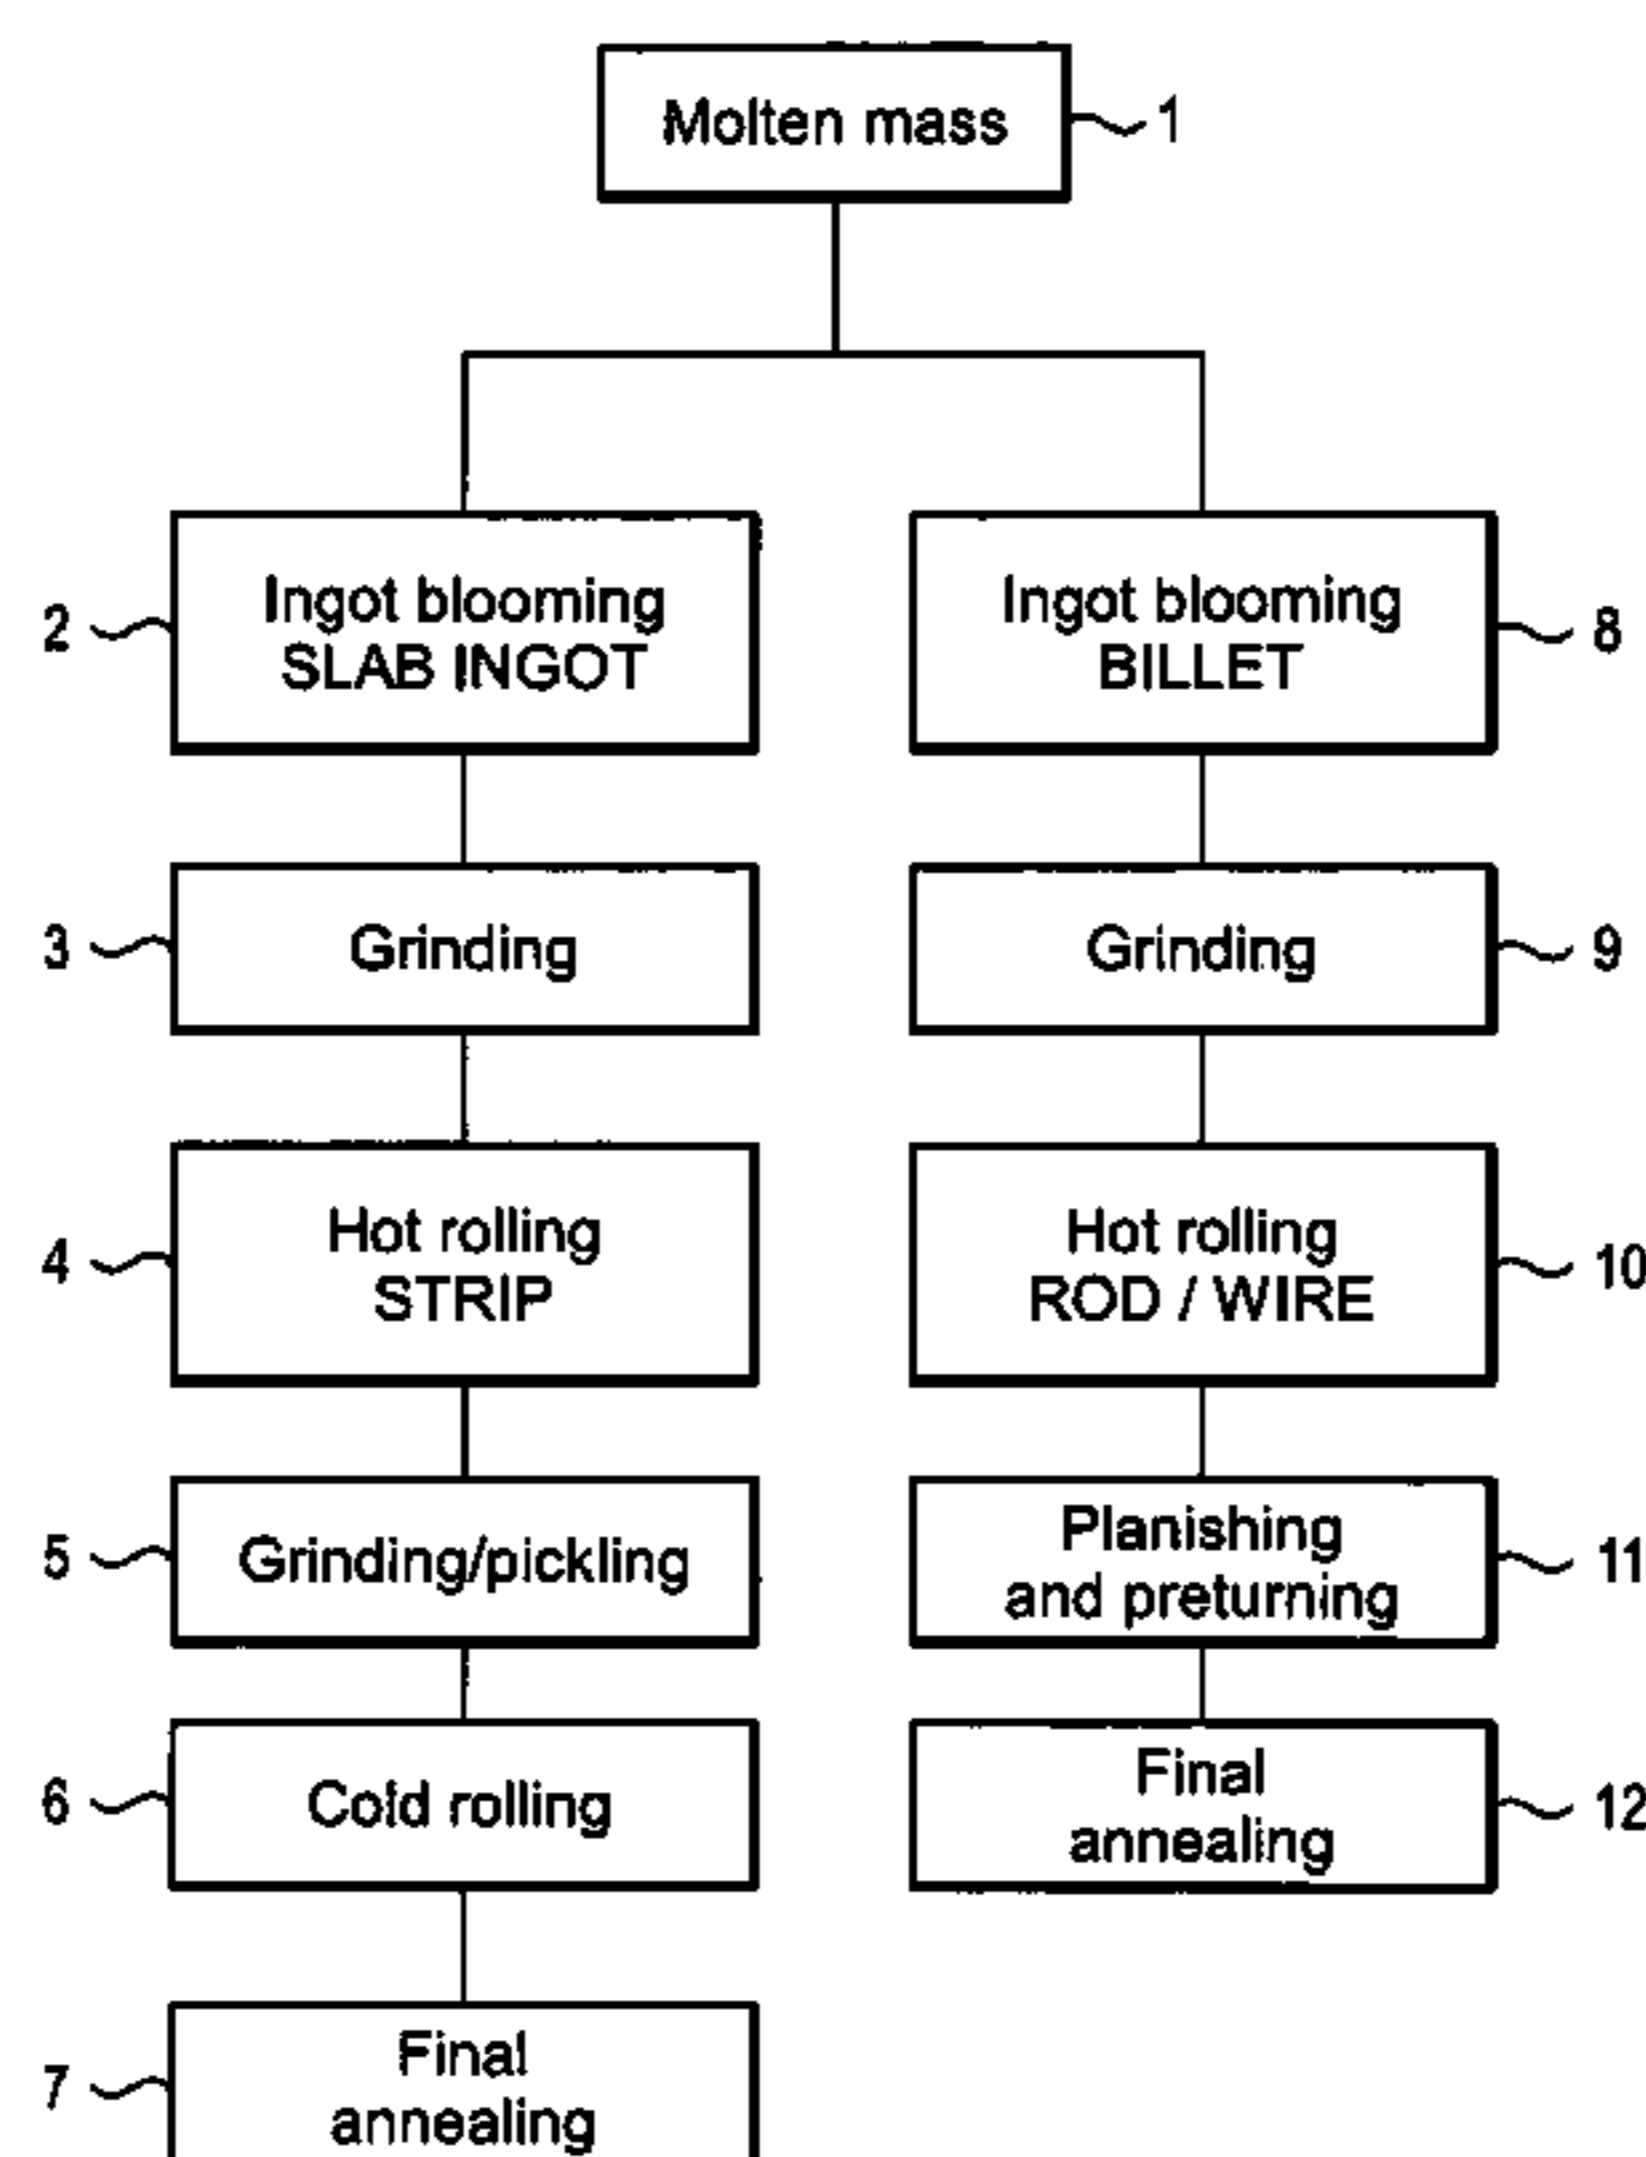 Molten mass
1
Ingot blooming
SLAB INGOT
2
Grinding
3
Hot rolling
STRIP
4
Grinding/pickling
5
Cold rolling
6
Final
annealing
7
Ingot blooming
BILLET
8
Grinding
9
Hot rolling
ROD / WIRE
10
Planishing
and preturning
11
Final
annealing
12